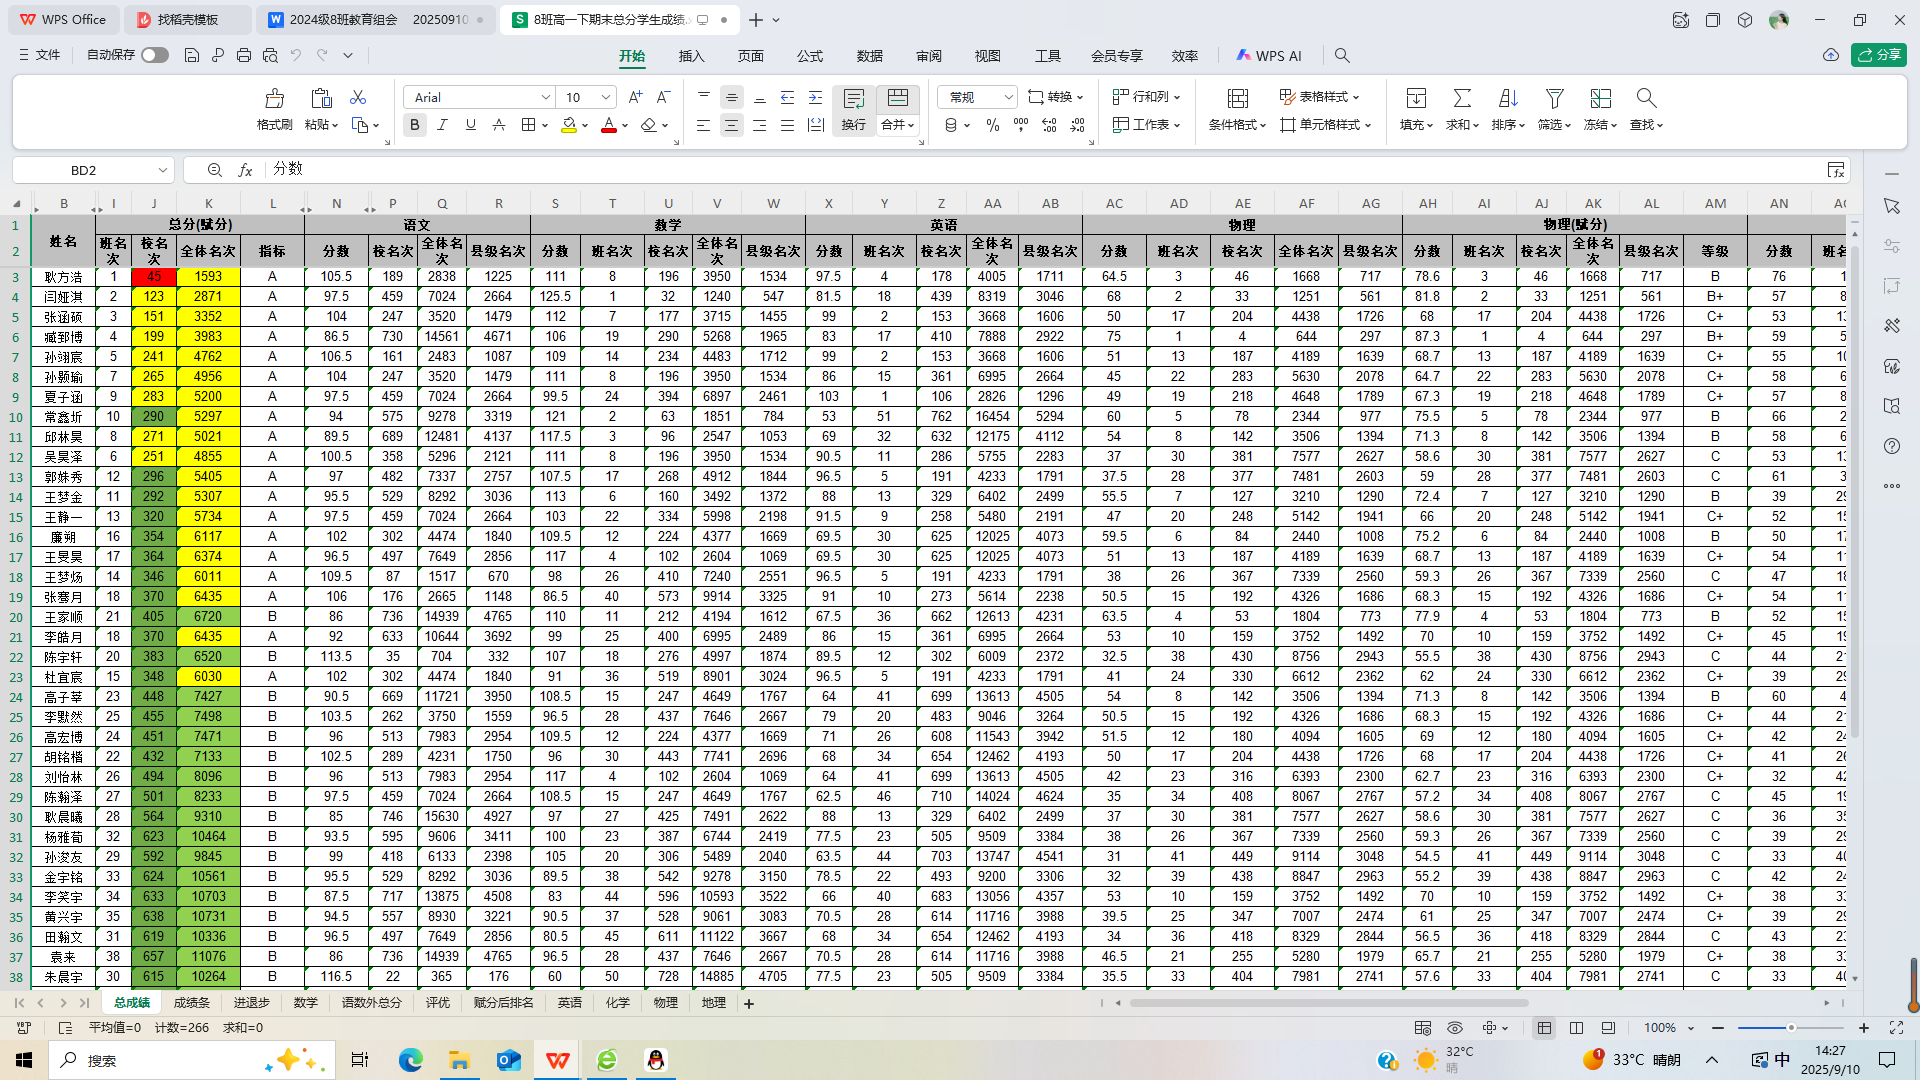 WPS Office 找稻壳模板 2024级8班教育组会 20250910 8班高一下期末总分学生成绩.
文件 自动保存 开始 插入 页面 公式 数据 审阅 视图 工具 会员专享 效率 WPS AI 分享
Arial 10 A⁺ A⁻ 换行 合并 常规 转换 行和列 条件格式 表格样式 填充 求和 排序 筛选 冻结 查找
格式刷 粘贴 B I U A 工作表 单元格样式
BD2 fx 分数
B I J K L N P Q R S T U V W X Y Z AA AB AC AD AE AF AG AH AI AJ AK AL AM AN
1 姓名 总分(赋分) 语文 数学 英语 物理 物理(赋分)
2 班名次 校名次 全体名次 指标 分数 校名次 全体名次 县级名次 分数 班名次 校名次 全体名次 县级名次 分数 班名次 校名次 全体名次 县级名次 分数 班名次 校名次 全体名次 县级名次 分数 班名次 校名次 全体名次 县级名次 等级 分数
3 耿方浩 1 45 1593 A 105.5 189 2838 1225 111 8 196 3950 1534 97.5 4 178 4005 1711 64.5 3 46 1668 717 78.6 3 46 1668 717 B 76
4 闫娅淇 2 123 2871 A 97.5 459 7024 2664 125.5 1 32 1240 547 81.5 18 439 8319 3046 68 2 33 1251 561 81.8 2 33 1251 561 B+ 57
5 张涵硕 3 151 3352 A 104 247 3520 1479 112 7 177 3715 1455 99 2 153 3668 1606 50 17 204 4438 1726 68 17 204 4438 1726 C+ 53
6 臧郅博 4 199 3983 A 86.5 730 14561 4671 106 19 290 5268 1965 83 17 410 7888 2922 75 1 4 644 297 87.3 1 4 644 297 B+ 59
7 孙翊宸 5 241 4762 A 106.5 161 2483 1087 109 14 234 4483 1712 99 2 153 3668 1606 51 13 187 4189 1639 68.7 13 187 4189 1639 C+ 55
8 孙颢瑜 7 265 4956 A 104 247 3520 1479 111 8 196 3950 1534 86 15 361 6995 2664 45 22 283 5630 2078 64.7 22 283 5630 2078 C+ 58
9 夏子涵 9 283 5200 A 97.5 459 7024 2664 99.5 24 394 6897 2461 103 1 106 2826 1296 49 19 218 4648 1789 67.3 19 218 4648 1789 C+ 57
10 常鑫圻 10 290 5297 A 94 575 9278 3319 121 2 63 1851 784 53 51 762 16454 5294 60 5 78 2344 977 75.5 5 78 2344 977 B 66
11 邱林昊 8 271 5021 A 89.5 689 12481 4137 117.5 3 96 2547 1053 69 32 632 12175 4112 54 8 142 3506 1394 71.3 8 142 3506 1394 B 58
12 吴昊泽 6 251 4855 A 100.5 358 5296 2121 111 8 196 3950 1534 90.5 11 286 5755 2283 37 30 381 7577 2627 58.6 30 381 7577 2627 C 53
13 郭姝秀 12 296 5405 A 97 482 7337 2757 107.5 17 268 4912 1844 96.5 5 191 4233 1791 37.5 28 377 7481 2603 59 28 377 7481 2603 C 61
14 王梦金 11 292 5307 A 95.5 529 8292 3036 113 6 160 3492 1372 88 13 329 6402 2499 55.5 7 127 3210 1290 72.4 7 127 3210 1290 B 39
15 王静一 13 320 5734 A 97.5 459 7024 2664 103 22 334 5998 2198 91.5 9 258 5480 2191 47 20 248 5142 1941 66 20 248 5142 1941 C+ 52
16 廉朔 16 354 6117 A 102 302 4474 1840 109.5 12 224 4377 1669 69.5 30 625 12025 4073 59.5 6 84 2440 1008 75.2 6 84 2440 1008 B 50
17 王旻昊 17 364 6374 A 96.5 497 7649 2856 117 4 102 2604 1069 69.5 30 625 12025 4073 51 13 187 4189 1639 68.7 13 187 4189 1639 C+ 54
18 王梦炀 14 346 6011 A 109.5 87 1517 670 98 26 410 7240 2551 96.5 5 191 4233 1791 38 26 367 7339 2560 59.3 26 367 7339 2560 C 47
19 张骞月 18 370 6435 A 106 176 2665 1148 86.5 40 573 9914 3325 91 10 273 5614 2238 50.5 15 192 4326 1686 68.3 15 192 4326 1686 C+ 54
20 王家顺 21 405 6720 B 86 736 14939 4765 110 11 212 4194 1612 67.5 36 662 12613 4231 63.5 4 53 1804 773 77.9 4 53 1804 773 B 52
21 李皓月 18 370 6435 A 92 633 10644 3692 99 25 400 6995 2489 86 15 361 6995 2664 53 10 159 3752 1492 70 10 159 3752 1492 C+ 45
22 陈宇轩 20 383 6520 B 113.5 35 704 332 107 18 276 4997 1874 89.5 12 302 6009 2372 32.5 38 430 8756 2943 55.5 38 430 8756 2943 C 44
23 杜宜宸 15 348 6030 A 102 302 4474 1840 91 36 519 8901 3024 96.5 5 191 4233 1791 41 24 330 6612 2362 62 24 330 6612 2362 C+ 39
24 高子莘 23 448 7427 B 90.5 669 11721 3950 108.5 15 247 4649 1767 64 41 699 13613 4505 54 8 142 3506 1394 71.3 8 142 3506 1394 B 60
25 李默然 25 455 7498 B 103.5 262 3750 1559 96.5 28 437 7646 2667 79 20 483 9046 3264 50.5 15 192 4326 1686 68.3 15 192 4326 1686 C+ 44
26 高宏博 24 451 7471 B 96 513 7983 2954 109.5 12 224 4377 1669 71 26 608 11543 3942 51.5 12 180 4094 1605 69 12 180 4094 1605 C+ 42
27 胡铭楷 22 432 7133 B 102.5 289 4231 1750 96 30 443 7741 2696 68 34 654 12462 4193 50 17 204 4438 1726 68 17 204 4438 1726 C+ 41
28 刘怡林 26 494 8096 B 96 513 7983 2954 117 4 102 2604 1069 64 41 699 13613 4505 42 23 316 6393 2300 62.7 23 316 6393 2300 C+ 32
29 陈翰泽 27 501 8233 B 97.5 459 7024 2664 108.5 15 247 4649 1767 62.5 46 710 14024 4624 35 34 408 8067 2767 57.2 34 408 8067 2767 C 45
30 耿晨曦 28 564 9310 B 85 746 15630 4927 97 27 425 7491 2622 88 13 329 6402 2499 37 30 381 7577 2627 58.6 30 381 7577 2627 C 36
31 杨雅荀 32 623 10464 B 93.5 595 9606 3411 100 23 387 6744 2419 77.5 23 505 9509 3384 38 26 367 7339 2560 59.3 26 367 7339 2560 C 39
32 孙浚友 29 592 9845 B 99 418 6133 2398 105 20 306 5489 2040 63.5 44 703 13747 4541 31 41 449 9114 3048 54.5 41 449 9114 3048 C 33
33 金宇铭 33 624 10561 B 95.5 529 8292 3036 89.5 38 542 9278 3150 78.5 22 493 9200 3306 32 39 438 8847 2963 55.2 39 438 8847 2963 C 42
34 李笑宇 34 633 10703 B 87.5 717 13875 4508 83 44 596 10593 3522 66 40 683 13056 4357 53 10 159 3752 1492 70 10 159 3752 1492 C+ 38
35 黄兴宇 35 638 10731 B 94.5 557 8930 3221 90.5 37 528 9061 3083 70.5 28 614 11716 3988 39.5 25 347 7007 2474 61 25 347 7007 2474 C+ 39
36 田翰文 31 619 10336 B 96.5 497 7649 2856 80.5 45 611 11122 3667 68 34 654 12462 4193 34 36 418 8329 2844 56.5 36 418 8329 2844 C 43
37 袁来 38 657 11076 B 86 736 14939 4765 96.5 28 437 7646 2667 70.5 28 614 11716 3988 46.5 21 255 5280 1979 65.7 21 255 5280 1979 C+ 38
38 朱晨宇 30 615 10264 B 116.5 22 365 176 60 50 728 14885 4705 77.5 23 505 9509 3384 35.5 33 404 7981 2741 57.6 33 404 7981 2741 C 33
总成绩 成绩条 进退步 数学 语数外总分 评优 赋分后排名 英语 化学 物理 地理
平均值=0 计数=266 求和=0 100%
搜索 32°C 晴 33°C 晴朗 中 14:27 2025/9/10